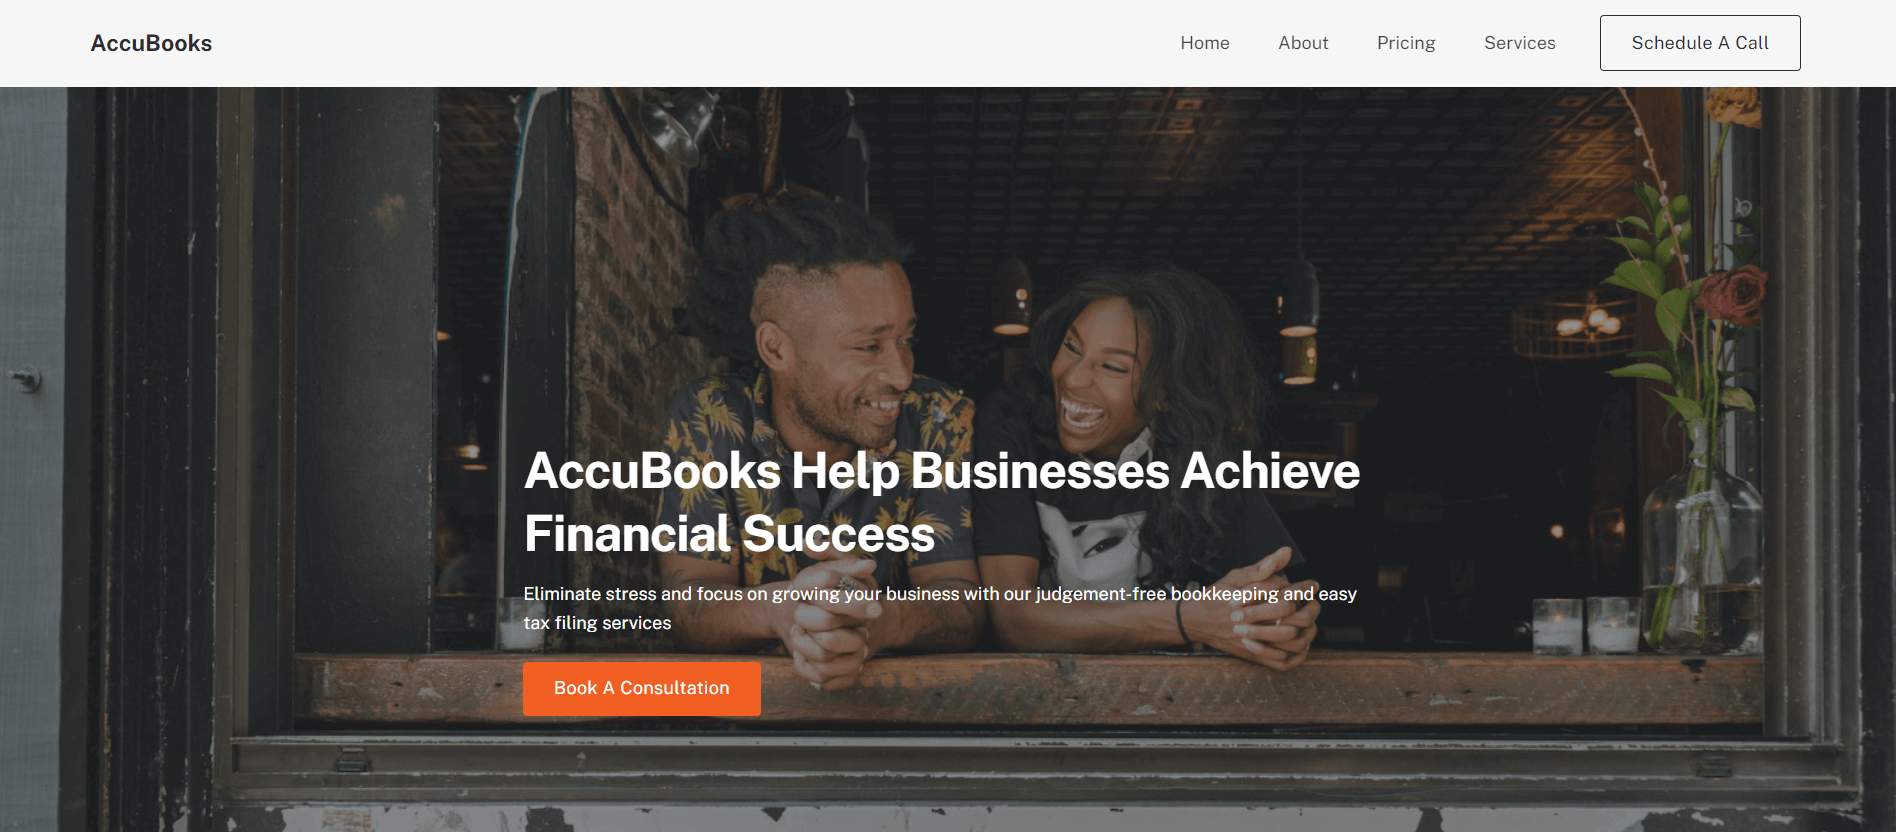 AccuBooks
Home
About
Pricing
Services
Schedule A Call
AccuBooks Help Businesses Achieve
Financial Success
Eliminate stress and focus on growing your business with our judgement-free bookkeeping and easy
tax filing services
Book A Consultation